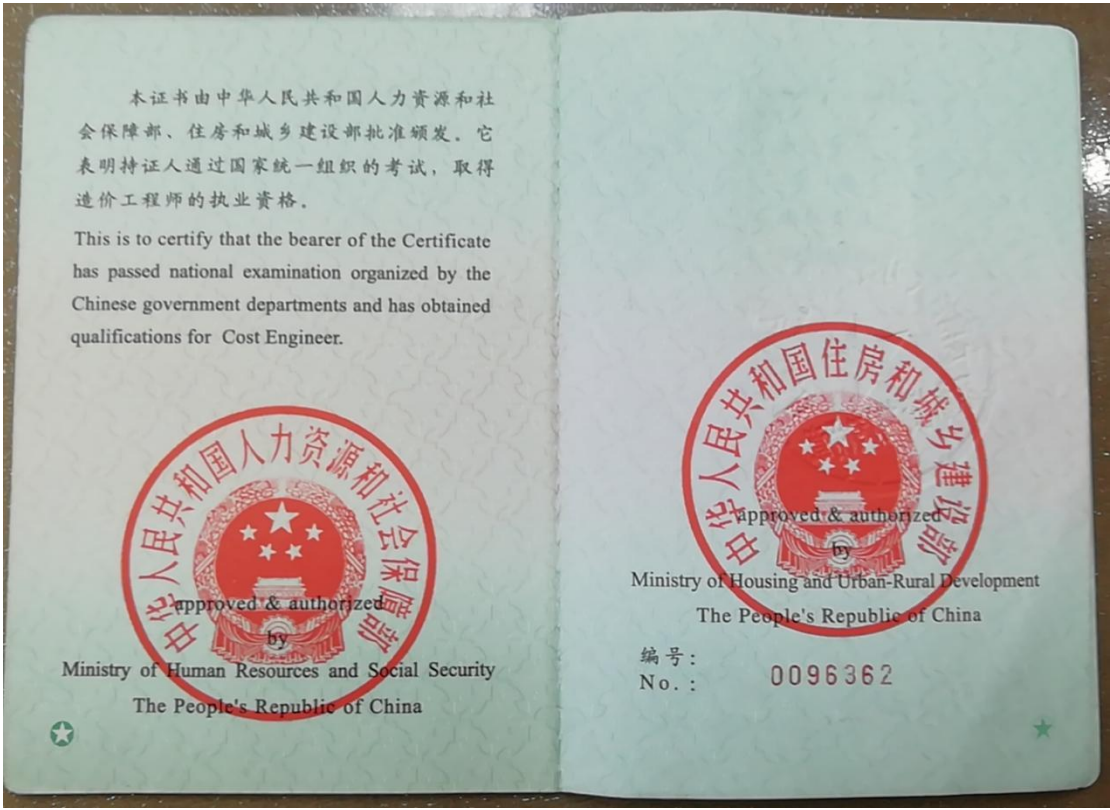 本证书由中华人民共和国人力资源和社
会保障部、住房和城乡建设部批准颁发。它
表明持证人通过国家统一组织的考试，取得
造价工程师的执业资格。
This is to certify that the bearer of the Certificate
has passed national examination organized by the
Chinese government departments and has obtained
qualifications for Cost Engineer.
中华人民共和国人力资源和社会保障部
approved & authorized
by
Ministry of Human Resources and Social Security
The People's Republic of China
中华人民共和国住房和城乡建设部
approved & authorized
by
Ministry of Housing and Urban-Rural Development
The People's Republic of China
编号：
No.： 0096362